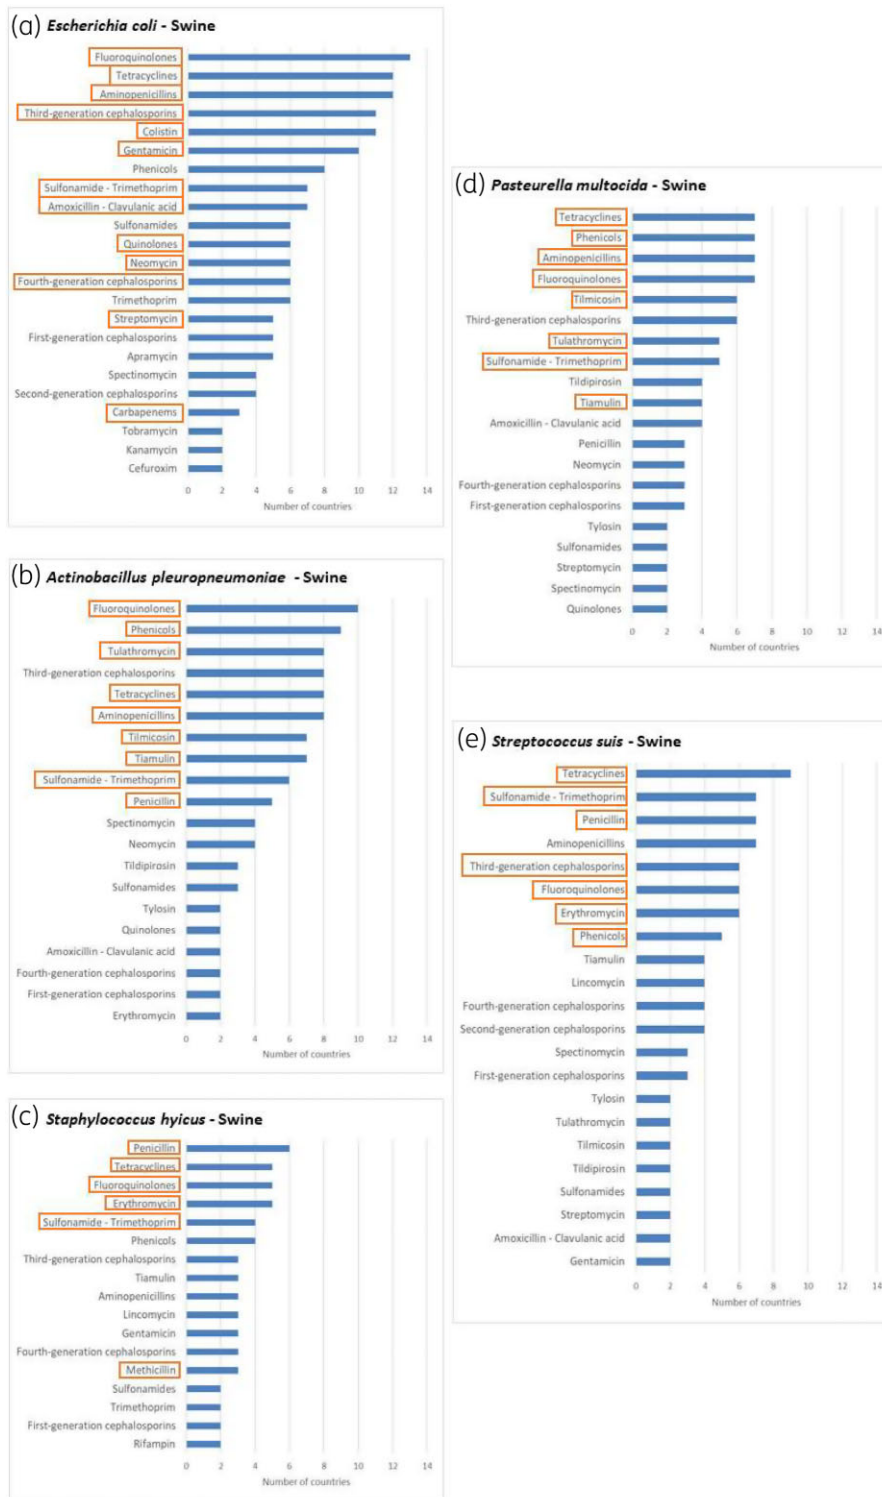 (a) Escherichia coli - Swine
Fluoroquinolones
Tetracyclines
Aminopenicillins
Third-generation cephalosporins
Colistin
Gentamicin
Phenicols
Sulfonamide - Trimethoprim
Amoxicillin - Clavulanic acid
Sulfonamides
Quinolones
Neomycin
Fourth-generation cephalosporins
Trimethoprim
Streptomycin
First-generation cephalosporins
Apramycin
Spectinomycin
Second-generation cephalosporins
Carbapenems
Tobramycin
Kanamycin
Cefuroxim
0 2 4 6 8 10 12 14
Number of countries
(b) Actinobacillus pleuropneumoniae - Swine
Fluoroquinolones
Phenicols
Tulathromycin
Third-generation cephalosporins
Tetracyclines
Aminopenicillins
Tilmicosin
Tiamulin
Sulfonamide - Trimethoprim
Penicillin
Spectinomycin
Neomycin
Tildipirosin
Sulfonamides
Tylosin
Quinolones
Amoxicillin - Clavulanic acid
Fourth-generation cephalosporins
First-generation cephalosporins
Erythromycin
0 2 4 6 8 10 12 14
Number of countries
(c) Staphylococcus hyicus - Swine
Penicillin
Tetracyclines
Fluoroquinolones
Erythromycin
Sulfonamide - Trimethoprim
Phenicols
Third-generation cephalosporins
Tiamulin
Aminopenicillins
Lincomycin
Gentamicin
Fourth-generation cephalosporins
Methicillin
Sulfonamides
Trimethoprim
First-generation cephalosporins
Rifampin
0 2 4 6 8 10 12 14
Number of countries
(d) Pasteurella multocida - Swine
Tetracyclines
Phenicols
Aminopenicillins
Fluoroquinolones
Tilmicosin
Third-generation cephalosporins
Tulathromycin
Sulfonamide - Trimethoprim
Tildipirosin
Tiamulin
Amoxicillin - Clavulanic acid
Penicillin
Neomycin
Fourth-generation cephalosporins
First-generation cephalosporins
Tylosin
Sulfonamides
Streptomycin
Spectinomycin
Quinolones
0 2 4 6 8 10 12 14
Number of countries
(e) Streptococcus suis - Swine
Tetracyclines
Sulfonamide - Trimethoprim
Penicillin
Aminopenicillins
Third-generation cephalosporins
Fluoroquinolones
Erythromycin
Phenicols
Tiamulin
Lincomycin
Fourth-generation cephalosporins
Second-generation cephalosporins
Spectinomycin
First-generation cephalosporins
Tylosin
Tulathromycin
Tilmicosin
Tildipirosin
Sulfonamides
Streptomycin
Amoxicillin - Clavulanic acid
Gentamicin
0 2 4 6 8 10 12 14
Number of countries